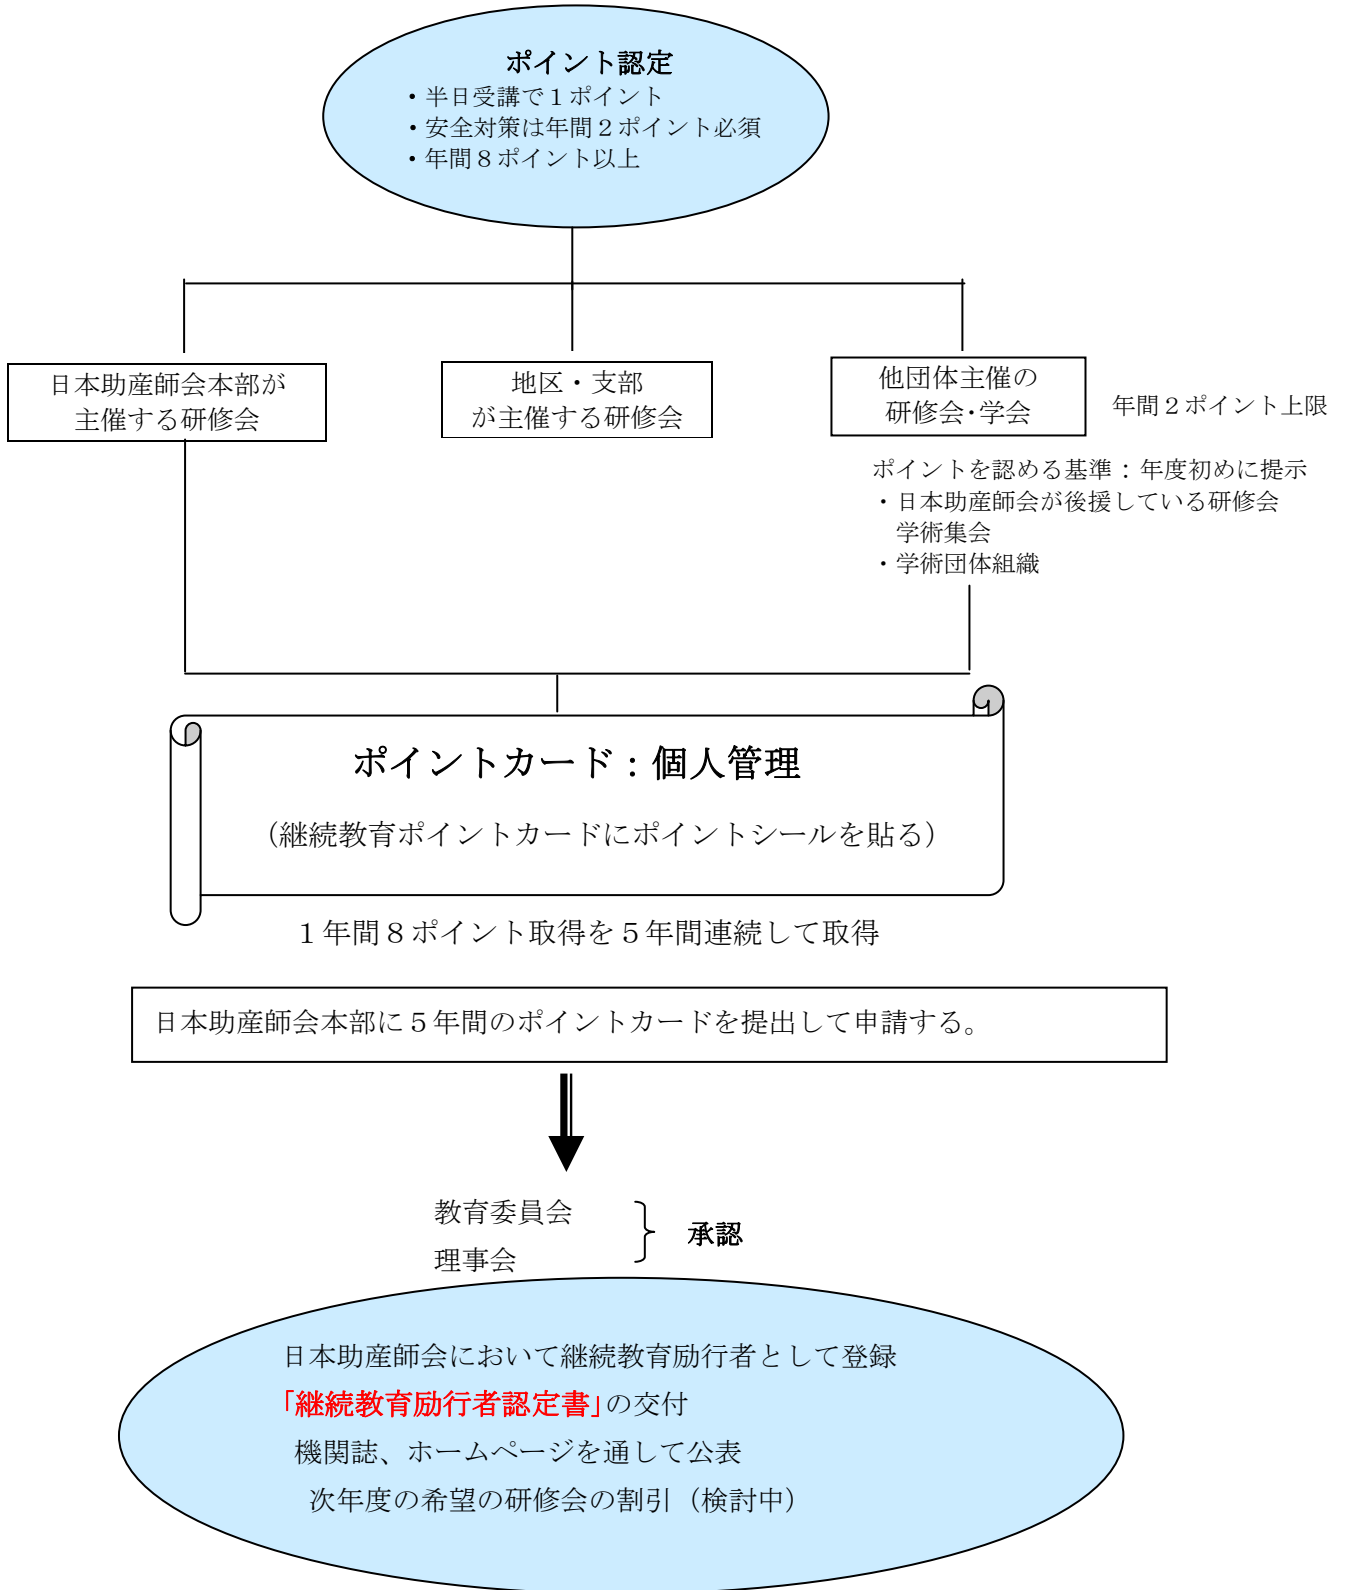 ポイント認定
・半日受講で１ポイント
・安全対策は年間２ポイント必須
・年間８ポイント以上
日本助産師会本部が
主催する研修会
地区・支部
が主催する研修会
他団体主催の
研修会・学会
年間２ポイント上限
ポイントを認める基準：年度初めに提示
・日本助産師会が後援している研修会
学術集会
・学術団体組織
ポイントカード：個人管理
（継続教育ポイントカードにポイントシールを貼る）
１年間８ポイント取得を５年間連続して取得
日本助産師会本部に５年間のポイントカードを提出して申請する。
教育委員会
理事会
承認
日本助産師会において継続教育励行者として登録
「継続教育励行者認定書」の交付
機関誌、ホームページを通して公表
次年度の希望の研修会の割引（検討中）